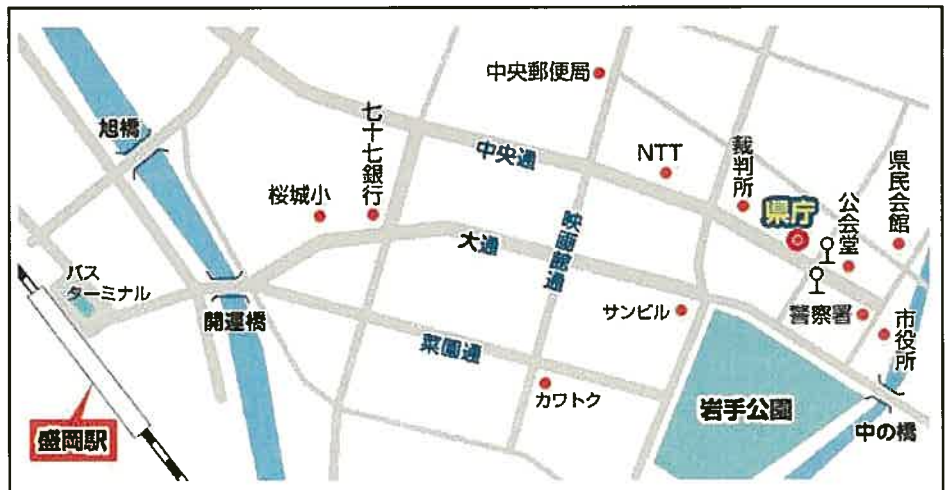 中央郵便局
旭橋
七十七銀行
中央通
NTT
裁判所
県民会館
桜城小
県庁
公会堂
映画館通
大通
バス
ターミナル
開運橋
サンビル
警察署
市役所
菜園通
カワトク
岩手公園
中の橋
盛岡駅